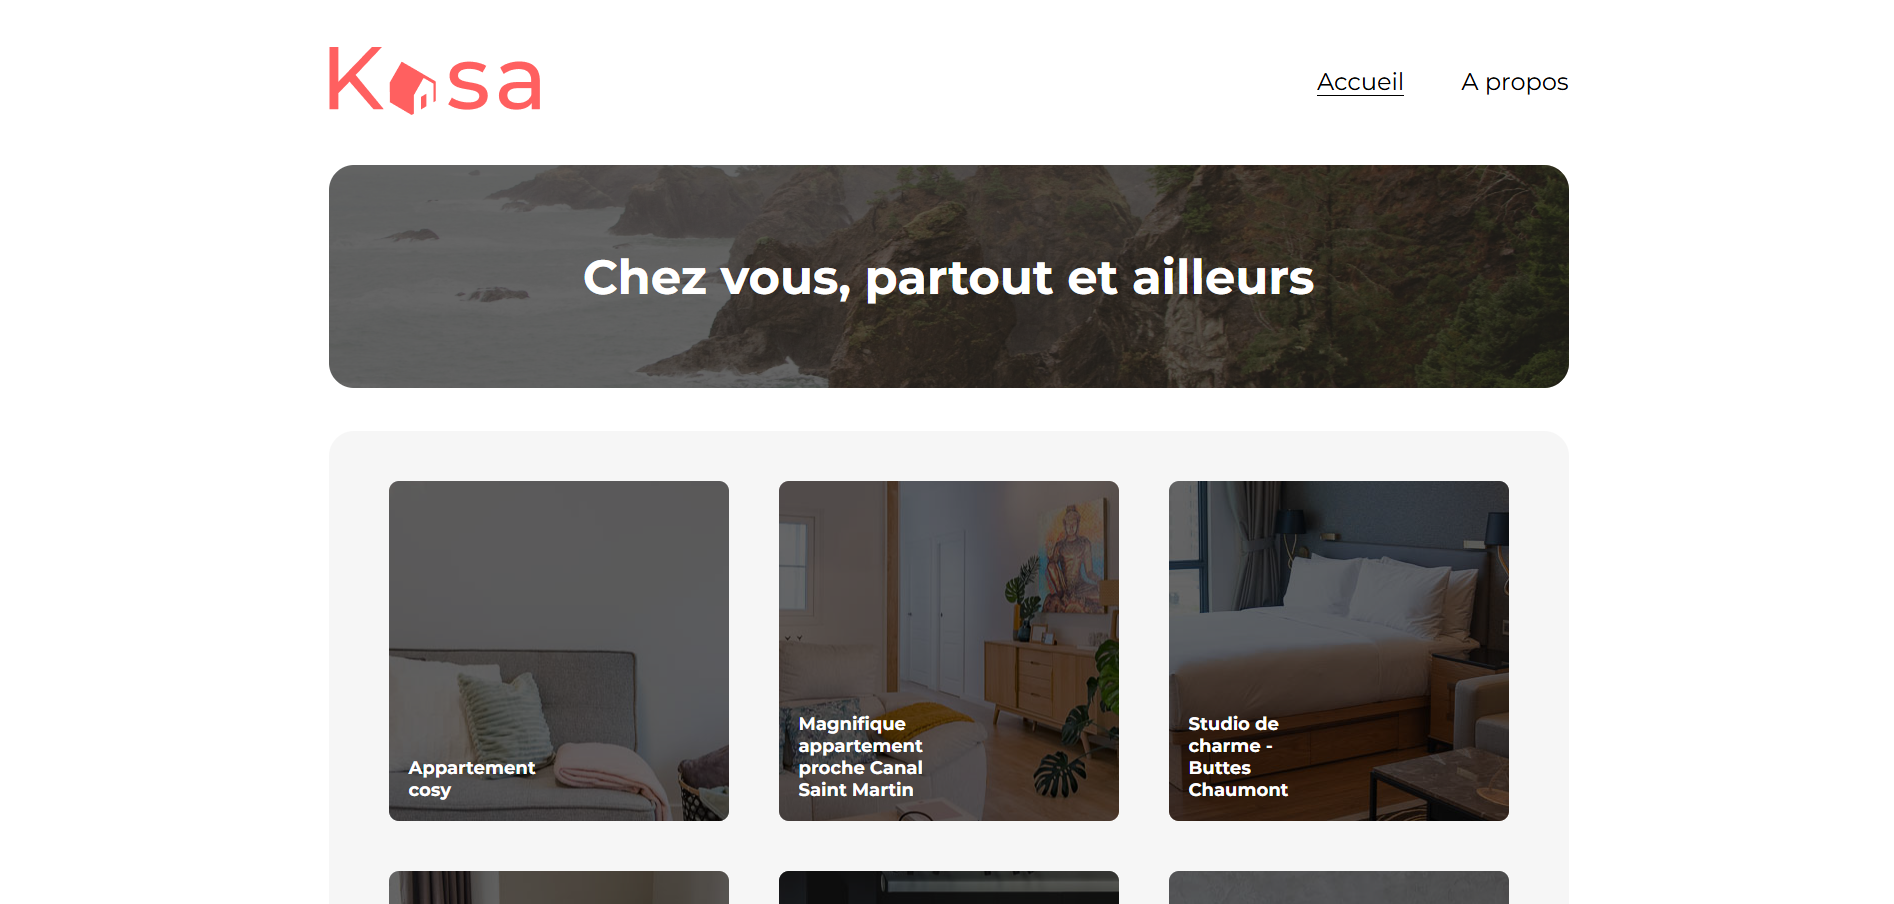 Kasa
Accueil
A propos
Chez vous, partout et ailleurs
Appartement
cosy
Magnifique
appartement
proche Canal
Saint Martin
Studio de
charme -
Buttes
Chaumont